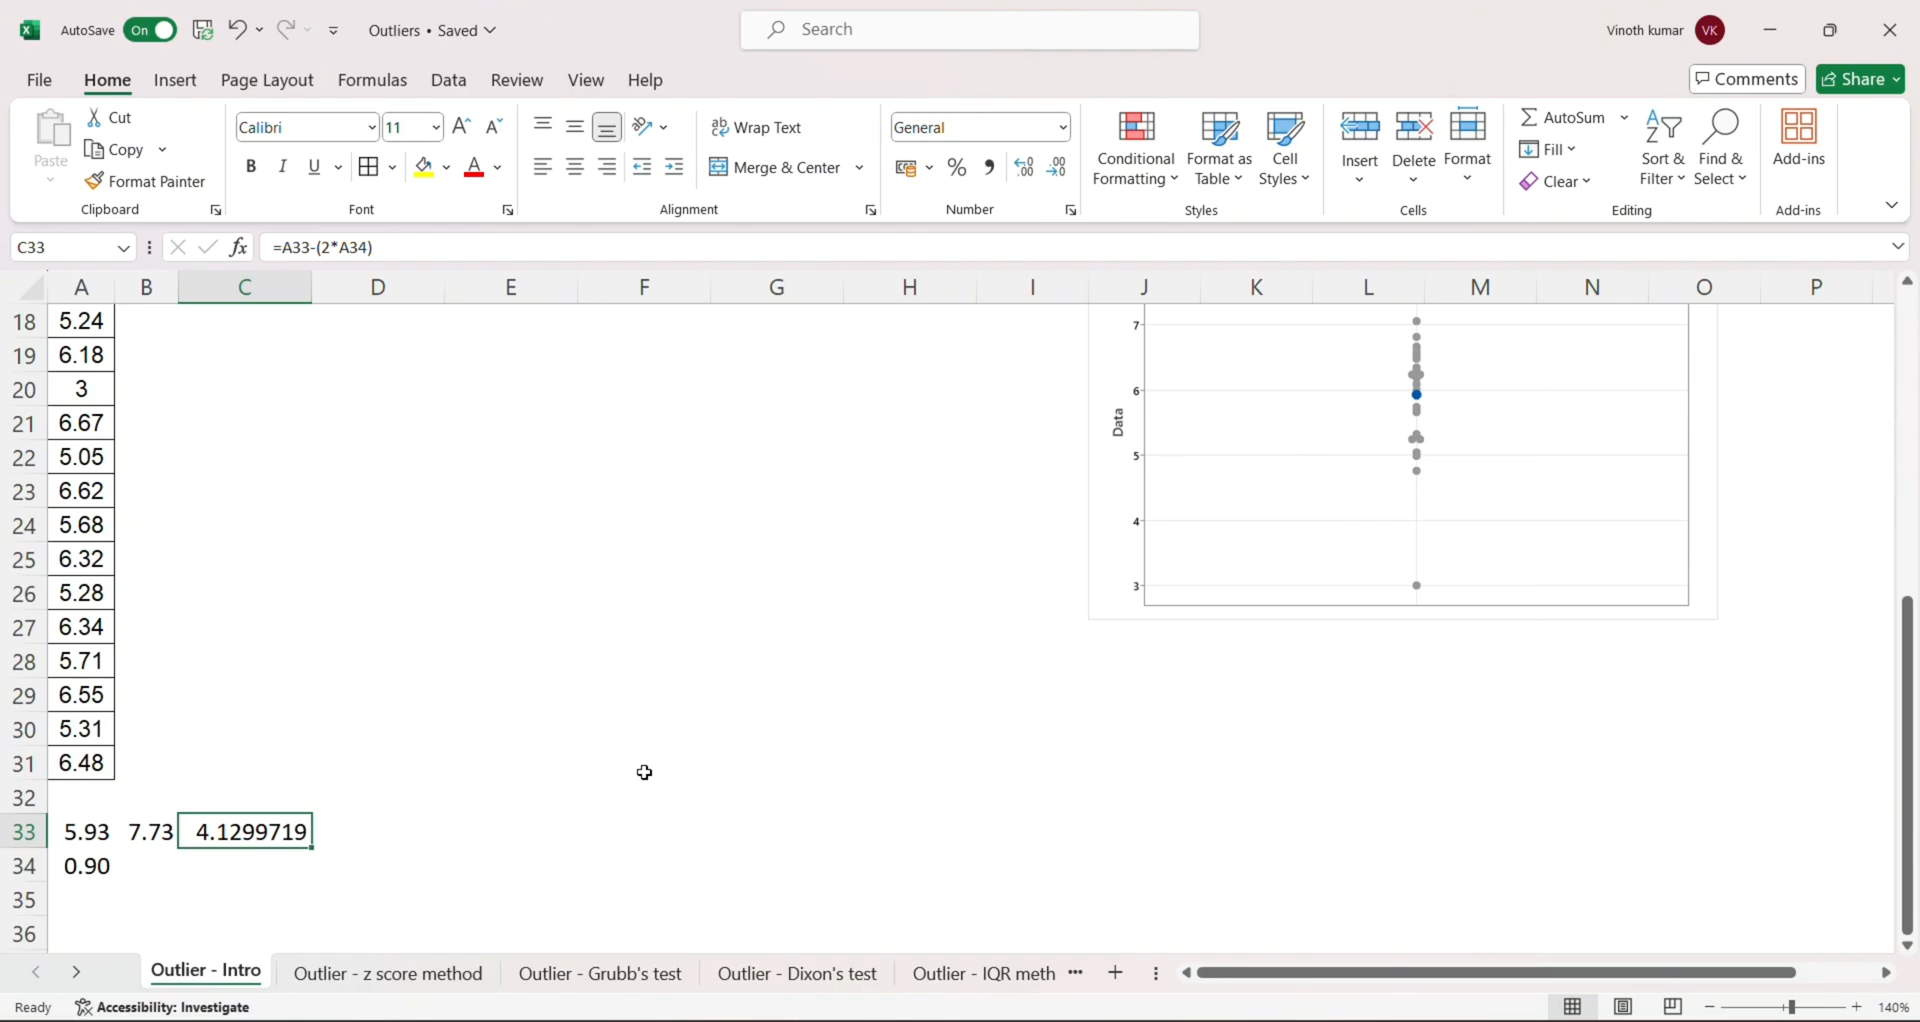 AutoSave On Outliers • Saved Search Vinoth kumar VK
File Home Insert Page Layout Formulas Data Review View Help Comments Share
Paste Cut Copy Format Painter Clipboard
Calibri 11 B I U A Font
Wrap Text Merge & Center Alignment
General % Number
Conditional Formatting Format as Table Cell Styles Styles
Insert Delete Format Cells
AutoSum Fill Clear Sort & Filter Find & Select Editing
Add-ins Add-ins
C33 fx =A33-(2*A34)
A B C D E F G H I J K L M N O P
18 5.24
19 6.18
20 3
21 6.67
22 5.05
23 6.62
24 5.68
25 6.32
26 5.28
27 6.34
28 5.71
29 6.55
30 5.31
31 6.48
32
33 5.93 7.73 4.1299719
34 0.90
35
36
7
6
Data
5
4
3
Outlier - Intro Outlier - z score method Outlier - Grubb's test Outlier - Dixon's test Outlier - IQR meth ...
Ready Accessibility: Investigate 140%